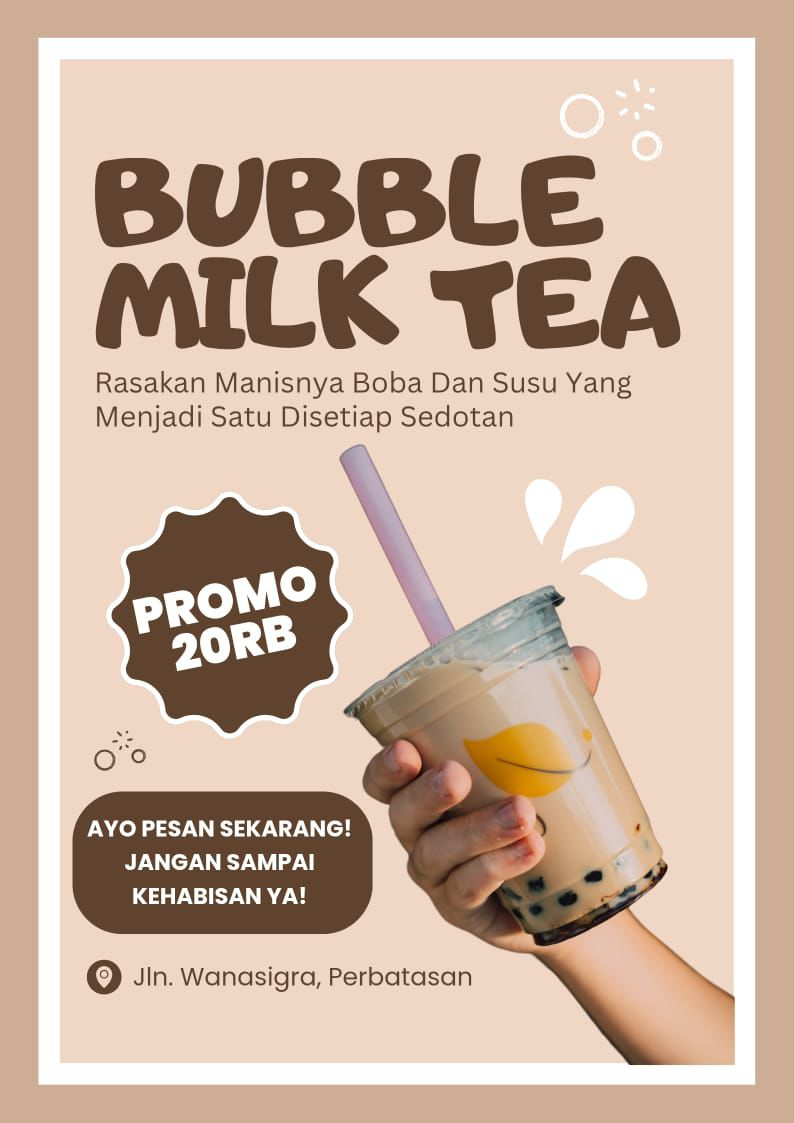 BUBBLE
MILK TEA
Rasakan Manisnya Boba Dan Susu Yang
Menjadi Satu Disetiap Sedotan
PROMO
20RB
AYO PESAN SEKARANG!
JANGAN SAMPAI
KEHABISAN YA!
Jln. Wanasigra, Perbatasan